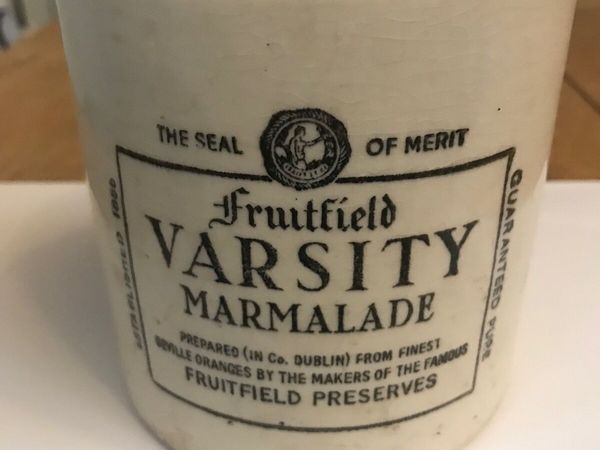 THE SEAL OF MERIT
Fruitfield
VARSITY
MARMALADE
PREPARED (IN Co. DUBLIN) FROM FINEST
SEVILLE ORANGES BY THE MAKERS OF THE FAMOUS
FRUITFIELD PRESERVES
ESTABLISHED
GUARANTEED PURE